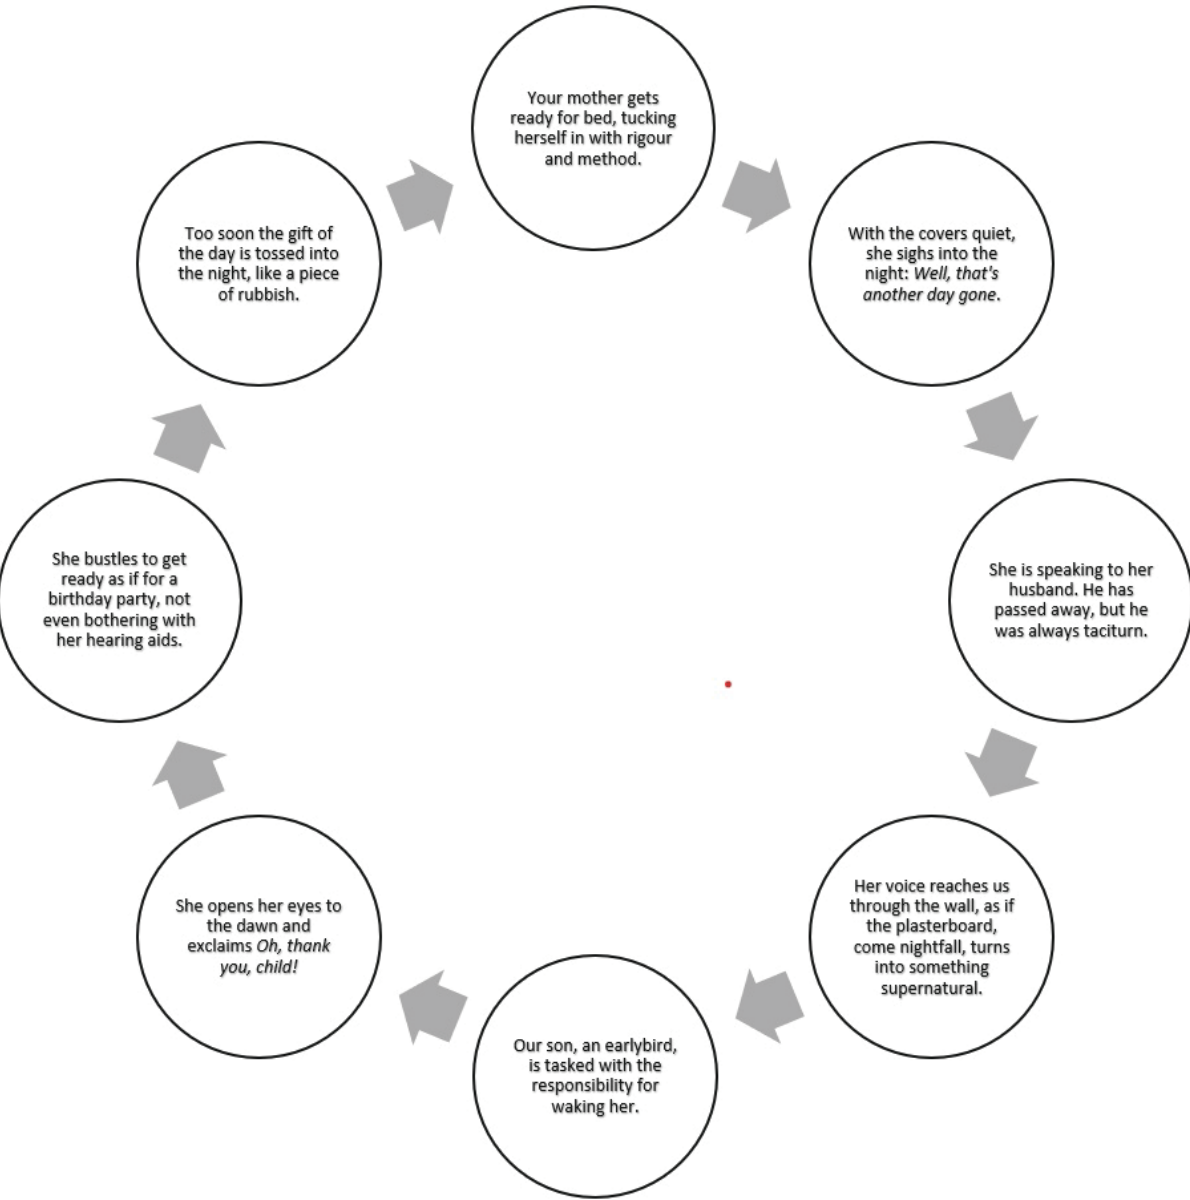 Your mother gets
ready for bed, tucking
herself in with rigour
and method.
With the covers quiet,
she sighs into the
night: Well, that's
another day gone.
She is speaking to her
husband. He has
passed away, but he
was always taciturn.
Her voice reaches us
through the wall, as if
the plasterboard,
come nightfall, turns
into something
supernatural.
Our son, an earlybird,
is tasked with the
responsibility for
waking her.
She opens her eyes to
the dawn and
exclaims Oh, thank
you, child!
She bustles to get
ready as if for a
birthday party, not
even bothering with
her hearing aids.
Too soon the gift of
the day is tossed into
the night, like a piece
of rubbish.